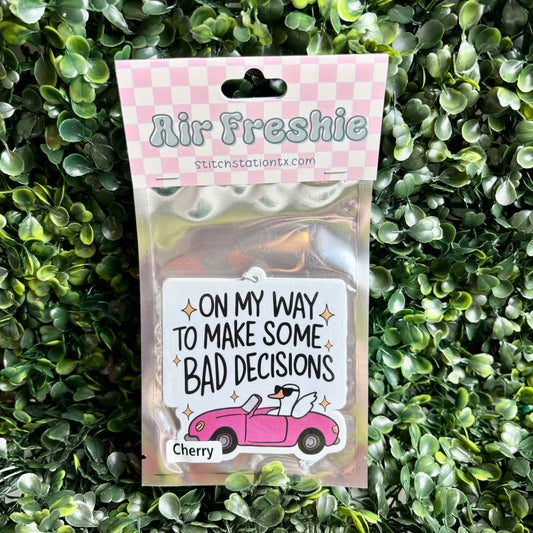 Air Freshie
Stitchstationtx.com
ON MY WAY
TO MAKE SOME
BAD DECISIONS
Cherry